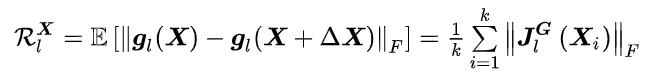 $\mathcal{R}_l^{\boldsymbol{X}} = \mathbb{E}\left[\|\boldsymbol{g}_l(\boldsymbol{X}) - \boldsymbol{g}_l(\boldsymbol{X} + \Delta\boldsymbol{X})\|_F\right] = \frac{1}{k}\sum_{i=1}^{k}\left\|\boldsymbol{J}_l^{\boldsymbol{G}}\left(\boldsymbol{X}_i\right)\right\|_F$